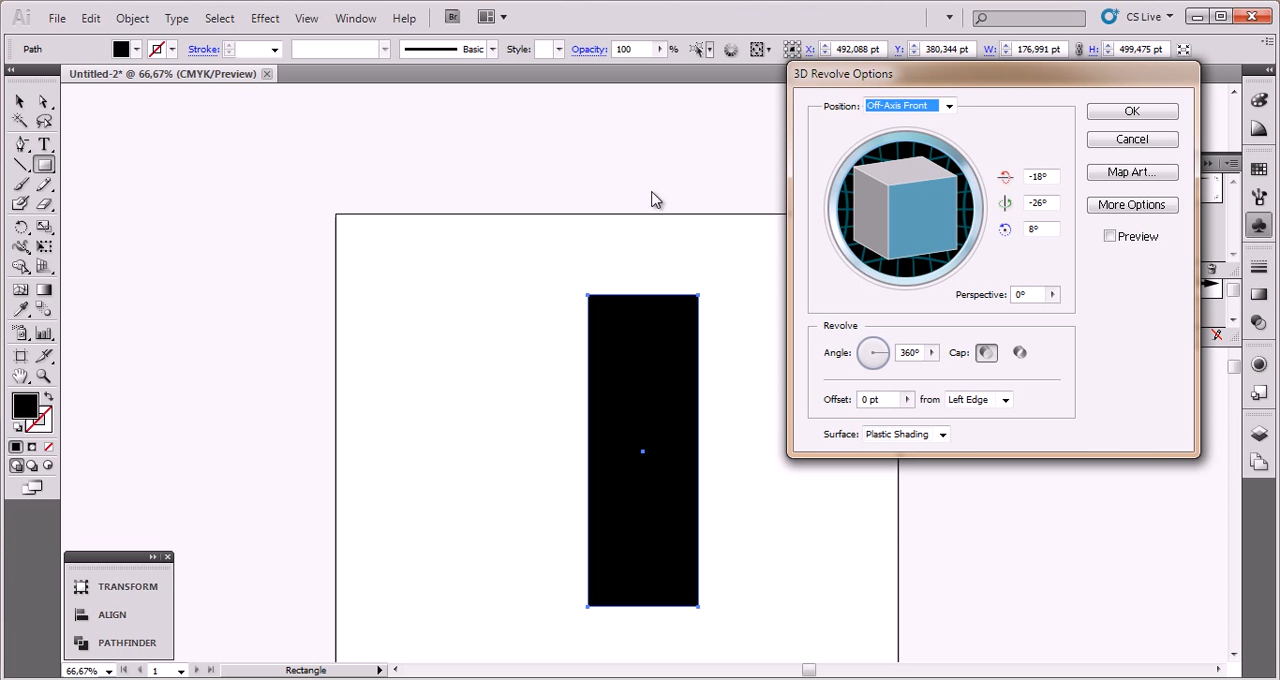 Ai File Edit Object Type Select Effect View Window Help Br CS Live
Path Stroke: Basic Style: Opacity: 100 % X: 492,088 pt Y: 380,344 pt W: 176,991 pt H: 499,475 pt
Untitled-2* @ 66,67% (CMYK/Preview)
3D Revolve Options
Position: Off-Axis Front
OK
Cancel
-18°
Map Art...
-26°
More Options
8°
Preview
Perspective: 0°
Revolve
Angle: 360° Cap:
Offset: 0 pt from Left Edge
Surface: Plastic Shading
TRANSFORM
ALIGN
PATHFINDER
66,67% 1 Rectangle